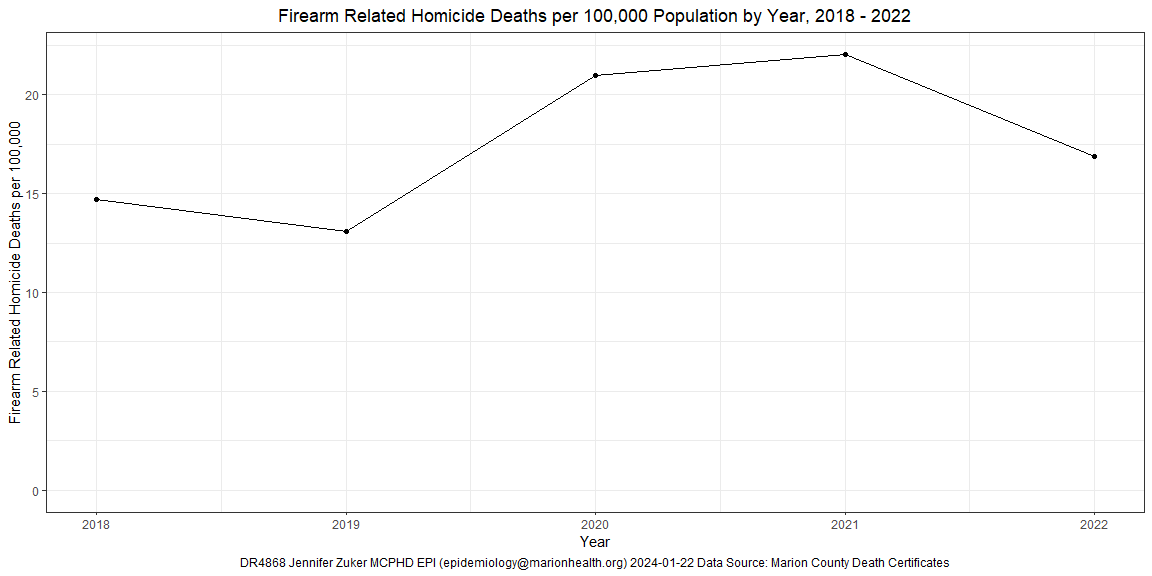 Firearm Related Homicide Deaths per 100,000 Population by Year, 2018 - 2022
Firearm Related Homicide Deaths per 100,000
20
15
10
5
0
2018 2019 2020 2021 2022
Year
DR4868 Jennifer Zuker MCPHD EPI (epidemiology@marionhealth.org) 2024-01-22 Data Source: Marion County Death Certificates